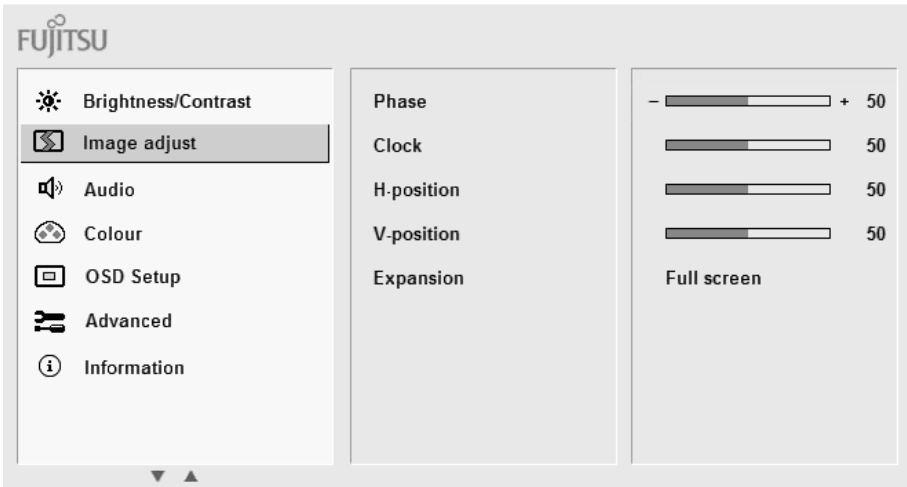 FUJITSU
Brightness/Contrast
Image adjust
Audio
Colour
OSD Setup
Advanced
Information
Phase
Clock
H-position
V-position
Expansion
– + 50
50
50
50
Full screen